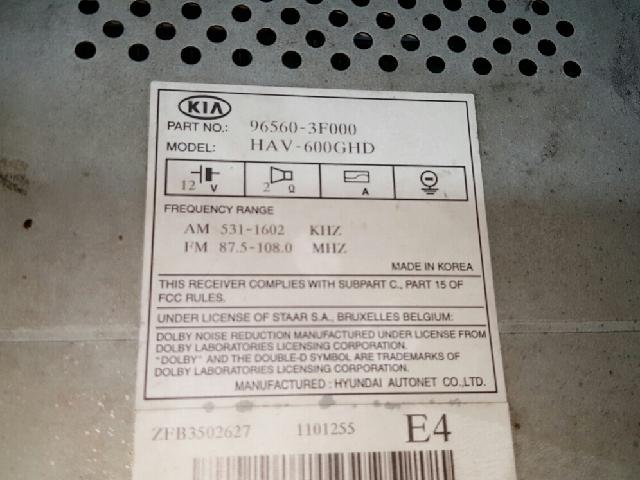 KIA
PART NO.: 96560-3F000
MODEL: HAV-600GHD
12 V 2 Ω A
FREQUENCY RANGE
AM 531-1602 KHZ
FM 87.5-108.0 MHZ
MADE IN KOREA
THIS RECEIVER COMPLIES WITH SUBPART C., PART 15 OF
FCC RULES.
UNDER LICENSE OF STAAR S.A., BRUXELLES BELGIUM:
DOLBY NOISE REDUCTION MANUFACTURED UNDER LICENSE FROM
DOLBY LABORATORIES LICENSING CORPORATION.
"DOLBY" AND THE DOUBLE-D SYMBOL ARE TRADEMARKS OF
DOLBY LABORATORIES LICENSING CORPORATION.
MANUFACTURED : HYUNDAI AUTONET CO.,LTD.
ZFB3502627 1101255 E4